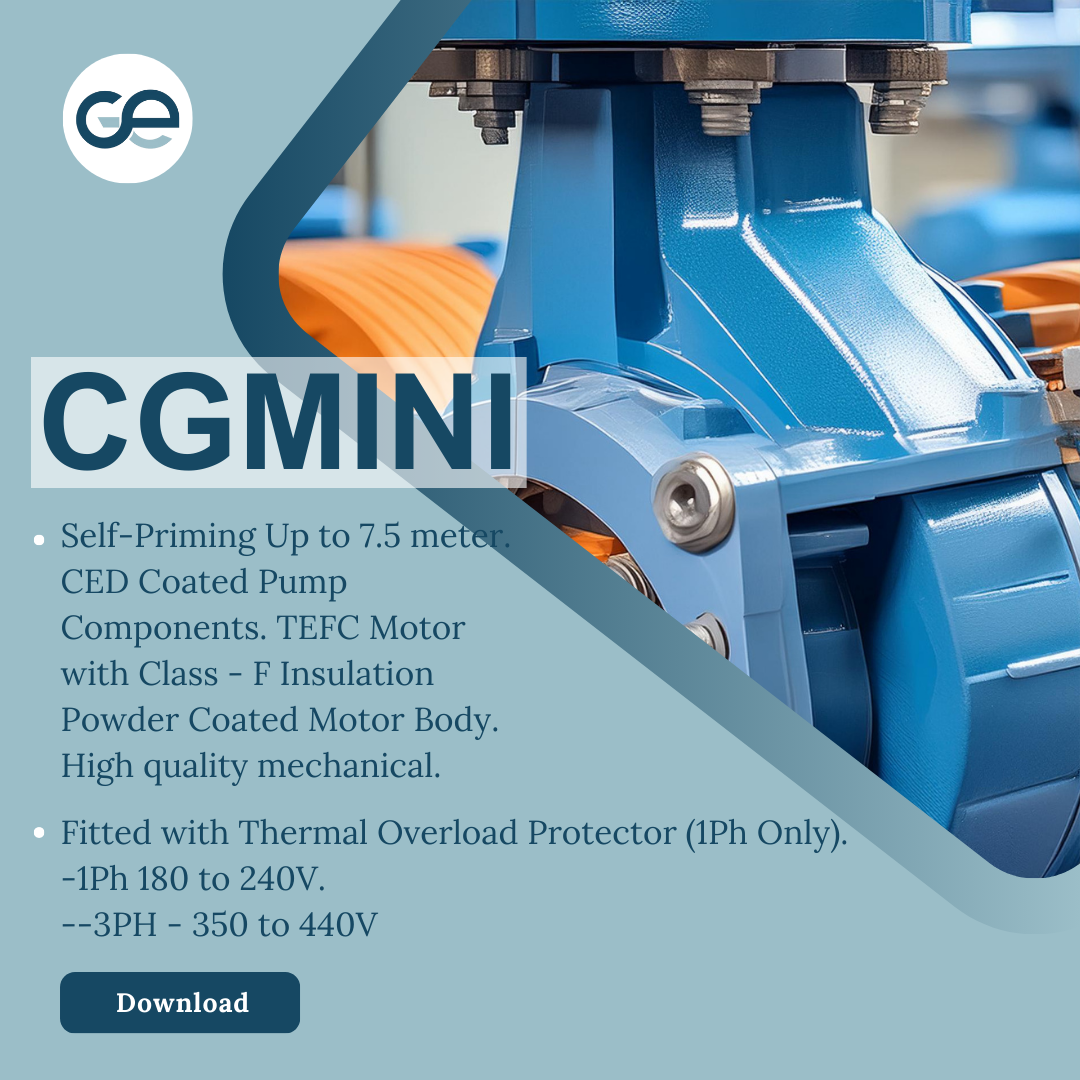 Ge
CGMINI
Self-Priming Up to 7.5 meter.
CED Coated Pump
Components. TEFC Motor
with Class - F Insulation
Powder Coated Motor Body.
High quality mechanical.
Fitted with Thermal Overload Protector (1Ph Only).
-1Ph 180 to 240V.
--3PH - 350 to 440V
Download